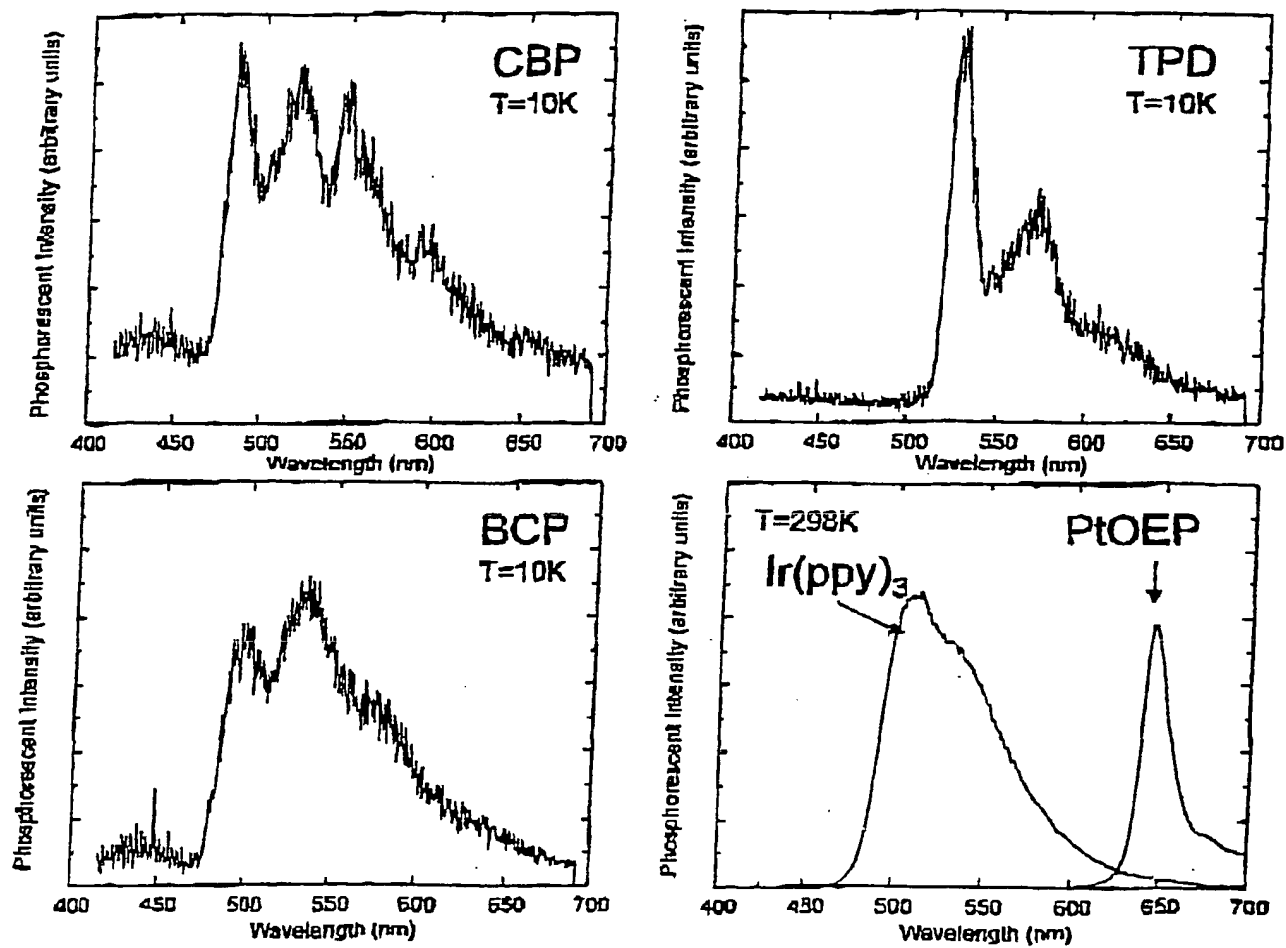 CBP
T=10K
Phosphorescent Intensity (arbitrary units)
400 450 500 550 600 650 700
Wavelength (nm)
TPD
T=10K
Phosphorescent Intensity (arbitrary units)
400 450 500 550 600 650 700
Wavelength (nm)
BCP
T=10K
Phosphorescent Intensity (arbitrary units)
400 450 500 550 600 650 700
Wavelength (nm)
T=298K
PtOEP
Ir(ppy)₃
Phosphorescent Intensity (arbitrary units)
400 450 500 550 600 650 700
Wavelength (nm)